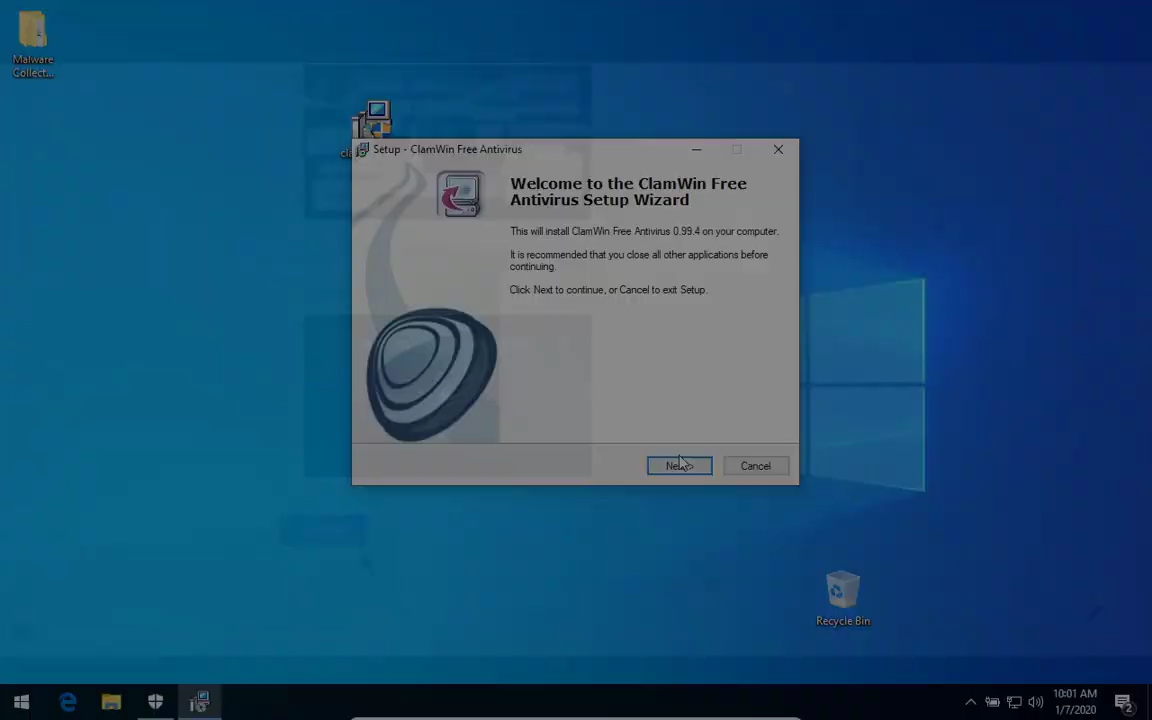 Malware
Collect...
Setup - ClamWin Free Antivirus
Welcome to the ClamWin Free
Antivirus Setup Wizard
This will install ClamWin Free Antivirus 0.99.4 on your computer.
It is recommended that you close all other applications before
continuing.
Click Next to continue, or Cancel to exit Setup.
Cancel
Recycle Bin
10:01 AM
1/7/2020
2